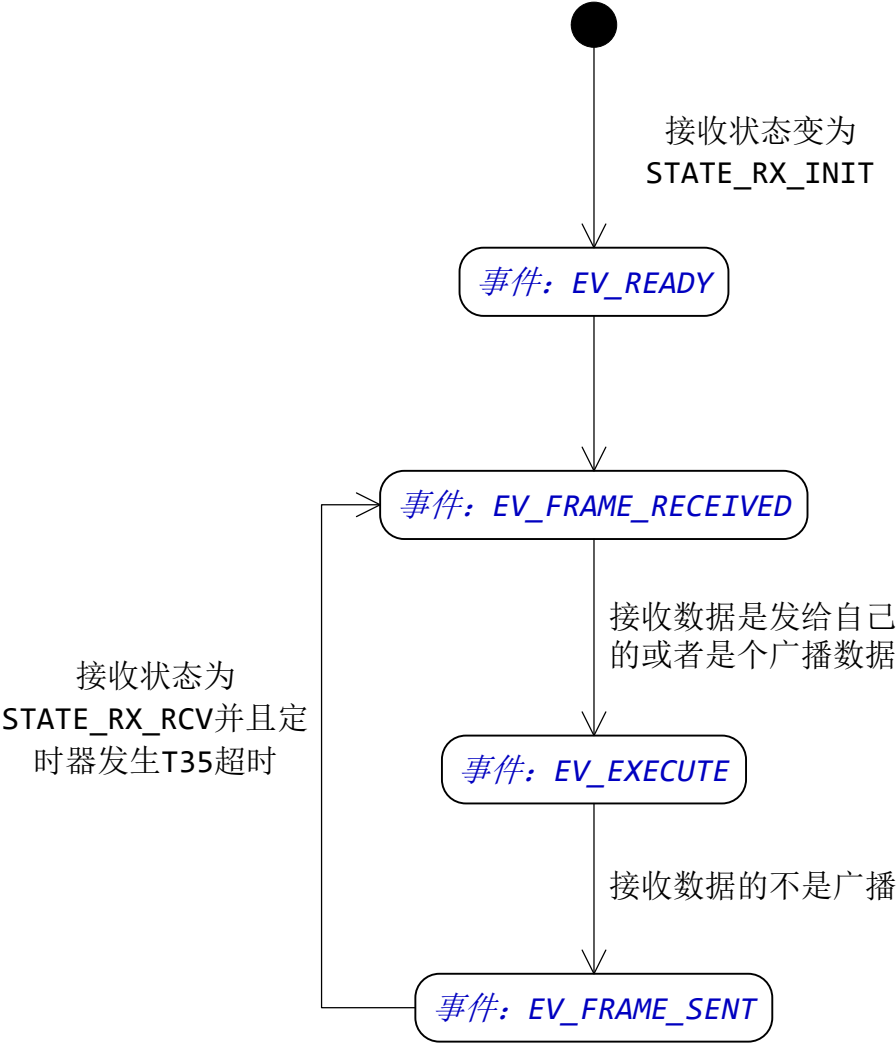 接收状态变为
STATE_RX_INIT
事件：EV_READY
事件：EV_FRAME_RECEIVED
接收数据是发给自己
的或者是个广播数据
接收状态为
STATE_RX_RCV并且定
时器发生T35超时
事件：EV_EXECUTE
接收数据的不是广播
事件：EV_FRAME_SENT